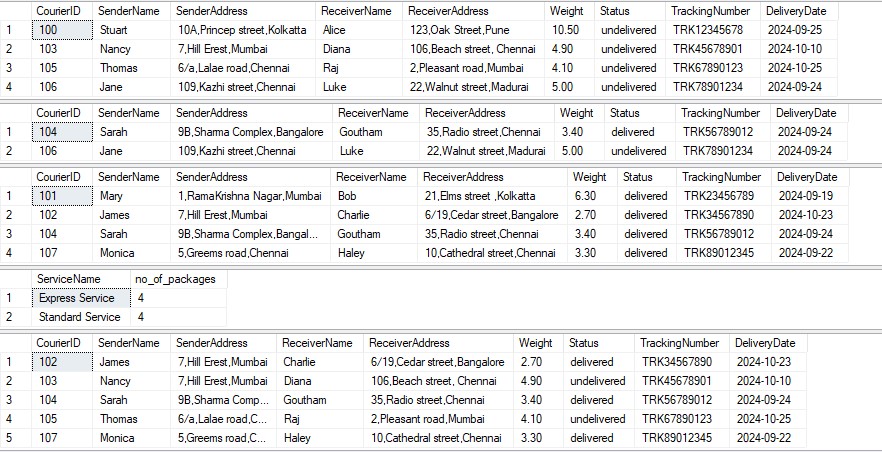 CourierID SenderName SenderAddress ReceiverName ReceiverAddress Weight Status TrackingNumber DeliveryDate
1 100 Stuart 10A,Princep street,Kolkatta Alice 123,Oak Street,Pune 10.50 undelivered TRK12345678 2024-09-25
2 103 Nancy 7,Hill Erest,Mumbai Diana 106,Beach street, Chennai 4.90 undelivered TRK45678901 2024-10-10
3 105 Thomas 6/a,Lalae road,Chennai Raj 2,Pleasant road,Mumbai 4.10 undelivered TRK67890123 2024-10-25
4 106 Jane 109,Kazhi street,Chennai Luke 22,Walnut street,Madurai 5.00 undelivered TRK78901234 2024-09-24
CourierID SenderName SenderAddress ReceiverName ReceiverAddress Weight Status TrackingNumber DeliveryDate
1 104 Sarah 9B,Sharma Complex,Bangalore Goutham 35,Radio street,Chennai 3.40 delivered TRK56789012 2024-09-24
2 106 Jane 109,Kazhi street,Chennai Luke 22,Walnut street,Madurai 5.00 undelivered TRK78901234 2024-09-24
CourierID SenderName SenderAddress ReceiverName ReceiverAddress Weight Status TrackingNumber DeliveryDate
1 101 Mary 1,RamaKrishna Nagar,Mumbai Bob 21,Elms street ,Kolkatta 6.30 delivered TRK23456789 2024-09-19
2 102 James 7,Hill Erest,Mumbai Charlie 6/19,Cedar street,Bangalore 2.70 delivered TRK34567890 2024-10-23
3 104 Sarah 9B,Sharma Complex,Bangal... Goutham 35,Radio street,Chennai 3.40 delivered TRK56789012 2024-09-24
4 107 Monica 5,Greems road,Chennai Haley 10,Cathedral street,Chennai 3.30 delivered TRK89012345 2024-09-22
ServiceName no_of_packages
1 Express Service 4
2 Standard Service 4
CourierID SenderName SenderAddress ReceiverName ReceiverAddress Weight Status TrackingNumber DeliveryDate
1 102 James 7,Hill Erest,Mumbai Charlie 6/19,Cedar street,Bangalore 2.70 delivered TRK34567890 2024-10-23
2 103 Nancy 7,Hill Erest,Mumbai Diana 106,Beach street, Chennai 4.90 undelivered TRK45678901 2024-10-10
3 104 Sarah 9B,Sharma Comp... Goutham 35,Radio street,Chennai 3.40 delivered TRK56789012 2024-09-24
4 105 Thomas 6/a,Lalae road,C... Raj 2,Pleasant road,Mumbai 4.10 undelivered TRK67890123 2024-10-25
5 107 Monica 5,Greems road,C... Haley 10,Cathedral street,Chennai 3.30 delivered TRK89012345 2024-09-22